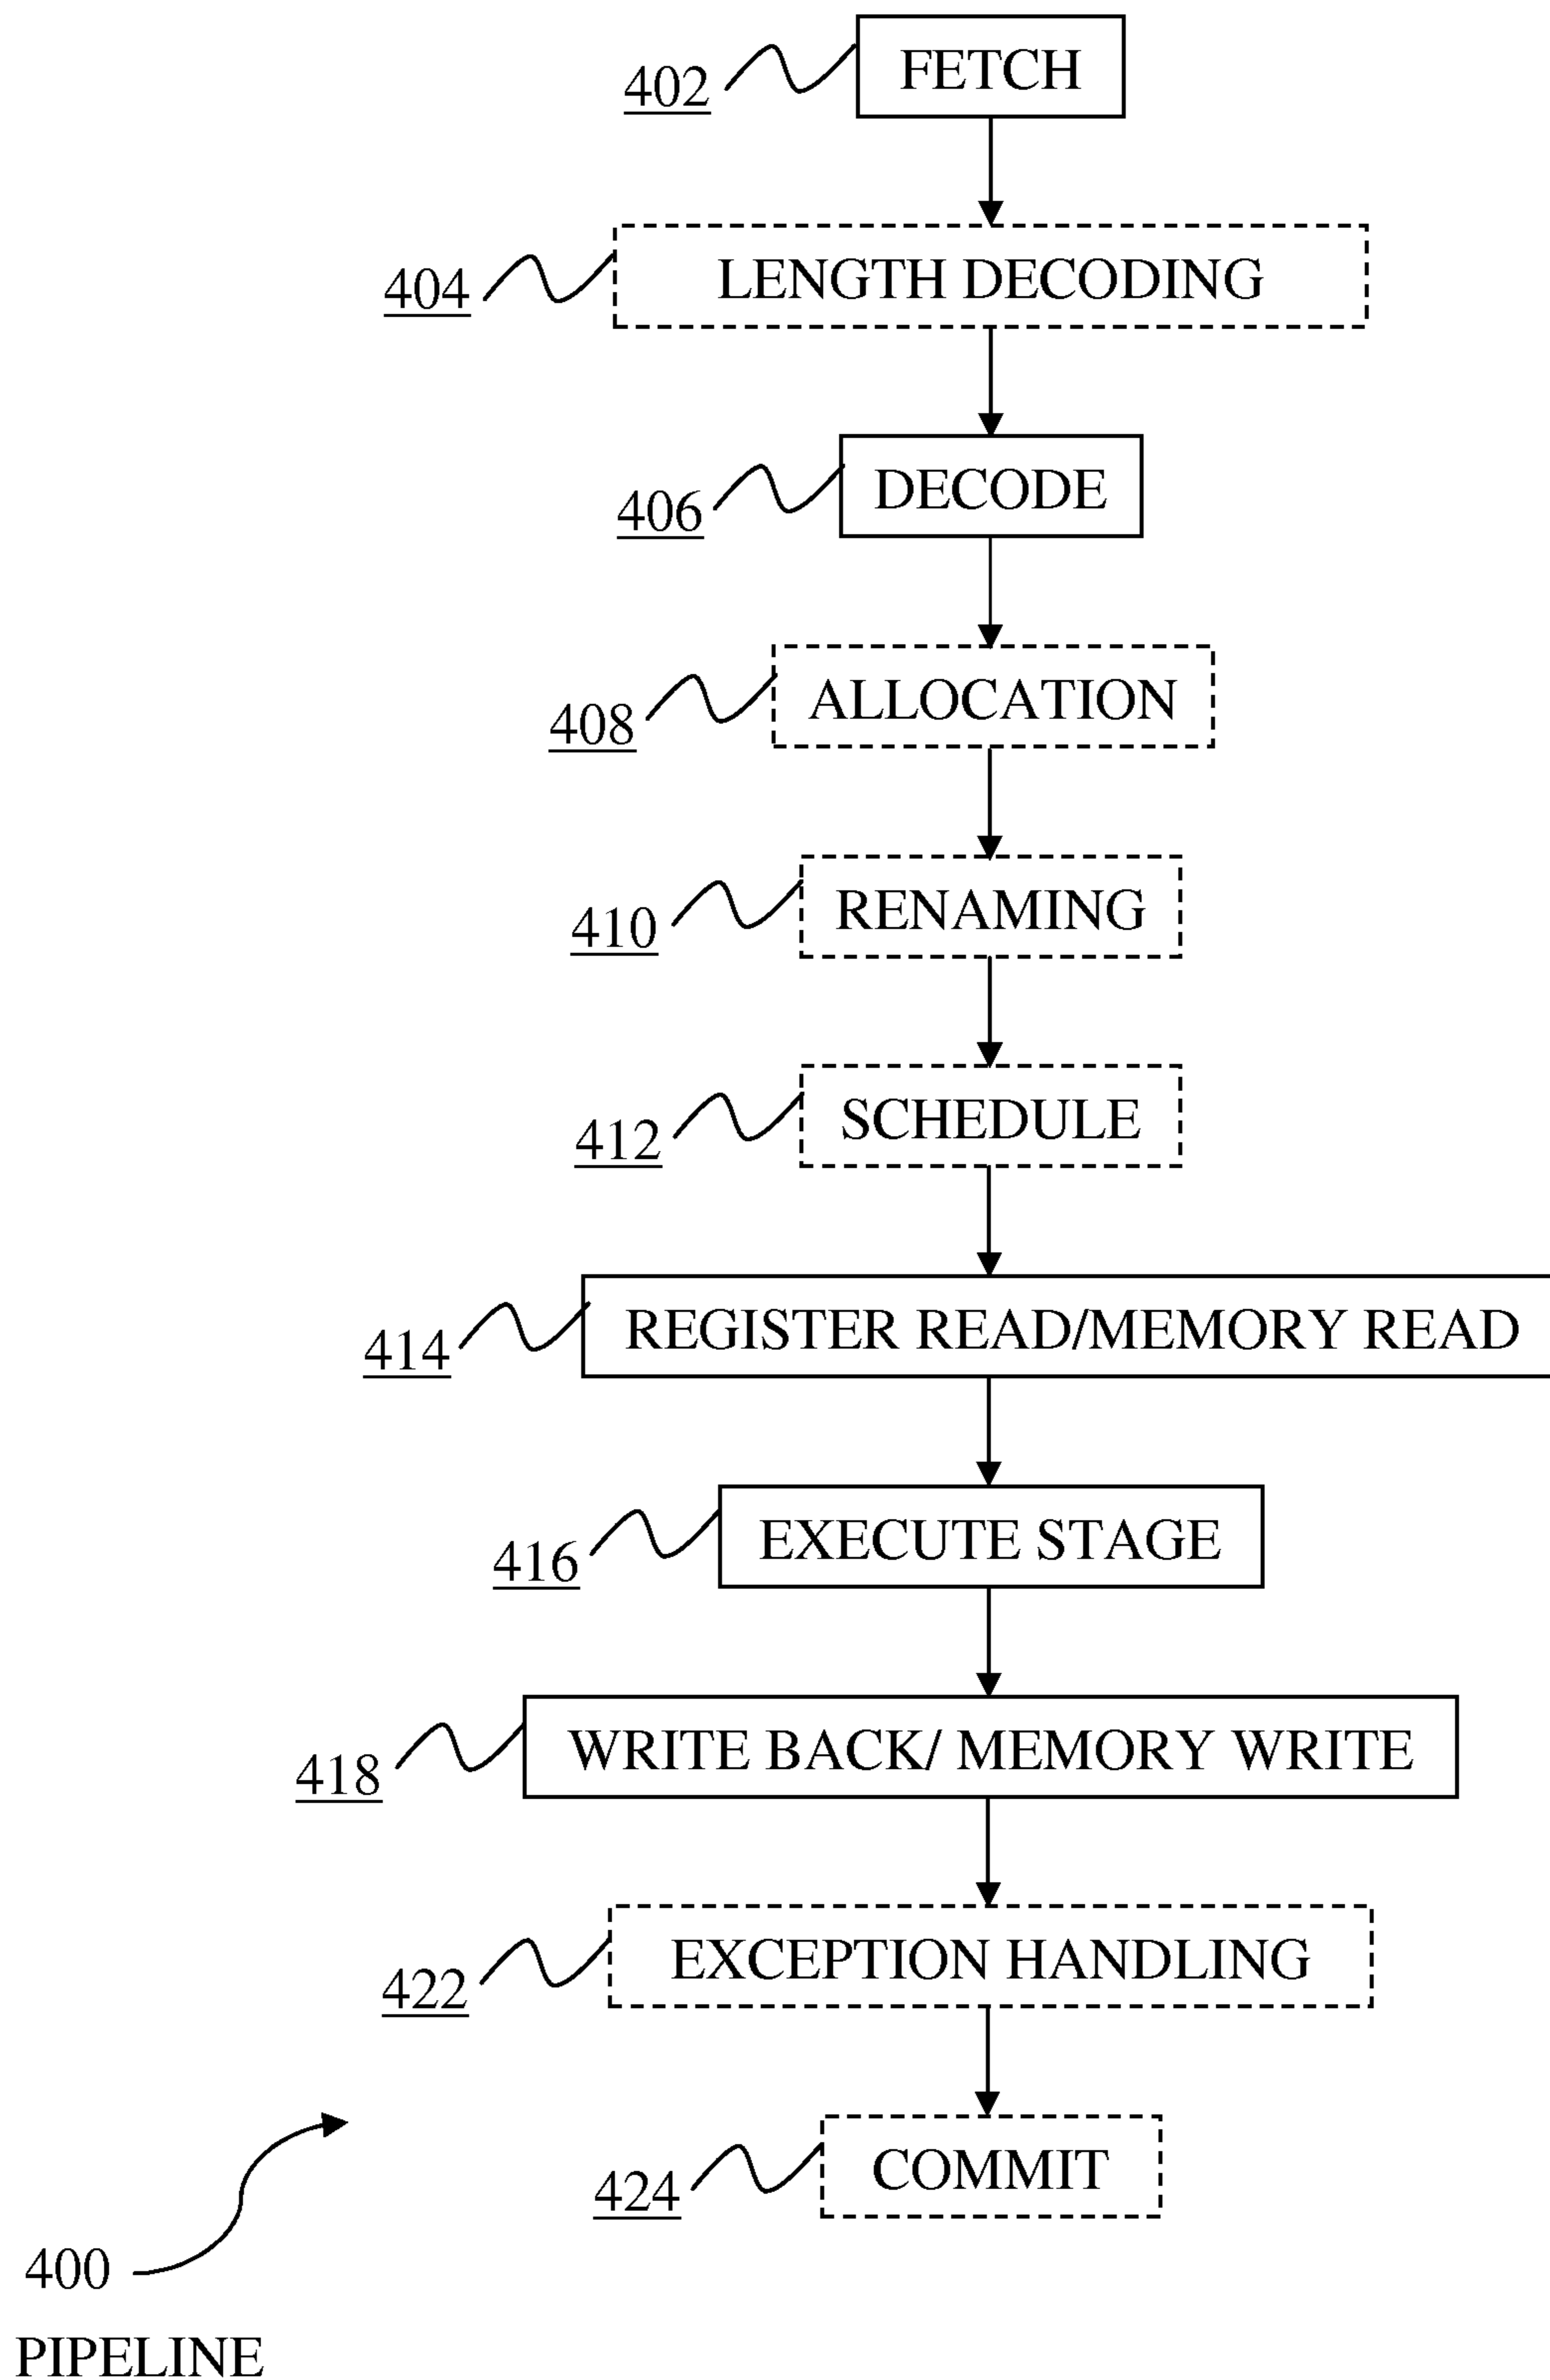 FETCH
402
LENGTH DECODING
404
DECODE
406
ALLOCATION
408
RENAMING
410
SCHEDULE
412
REGISTER READ/MEMORY READ
414
EXECUTE STAGE
416
WRITE BACK/ MEMORY WRITE
418
EXCEPTION HANDLING
422
COMMIT
424
400
PIPELINE